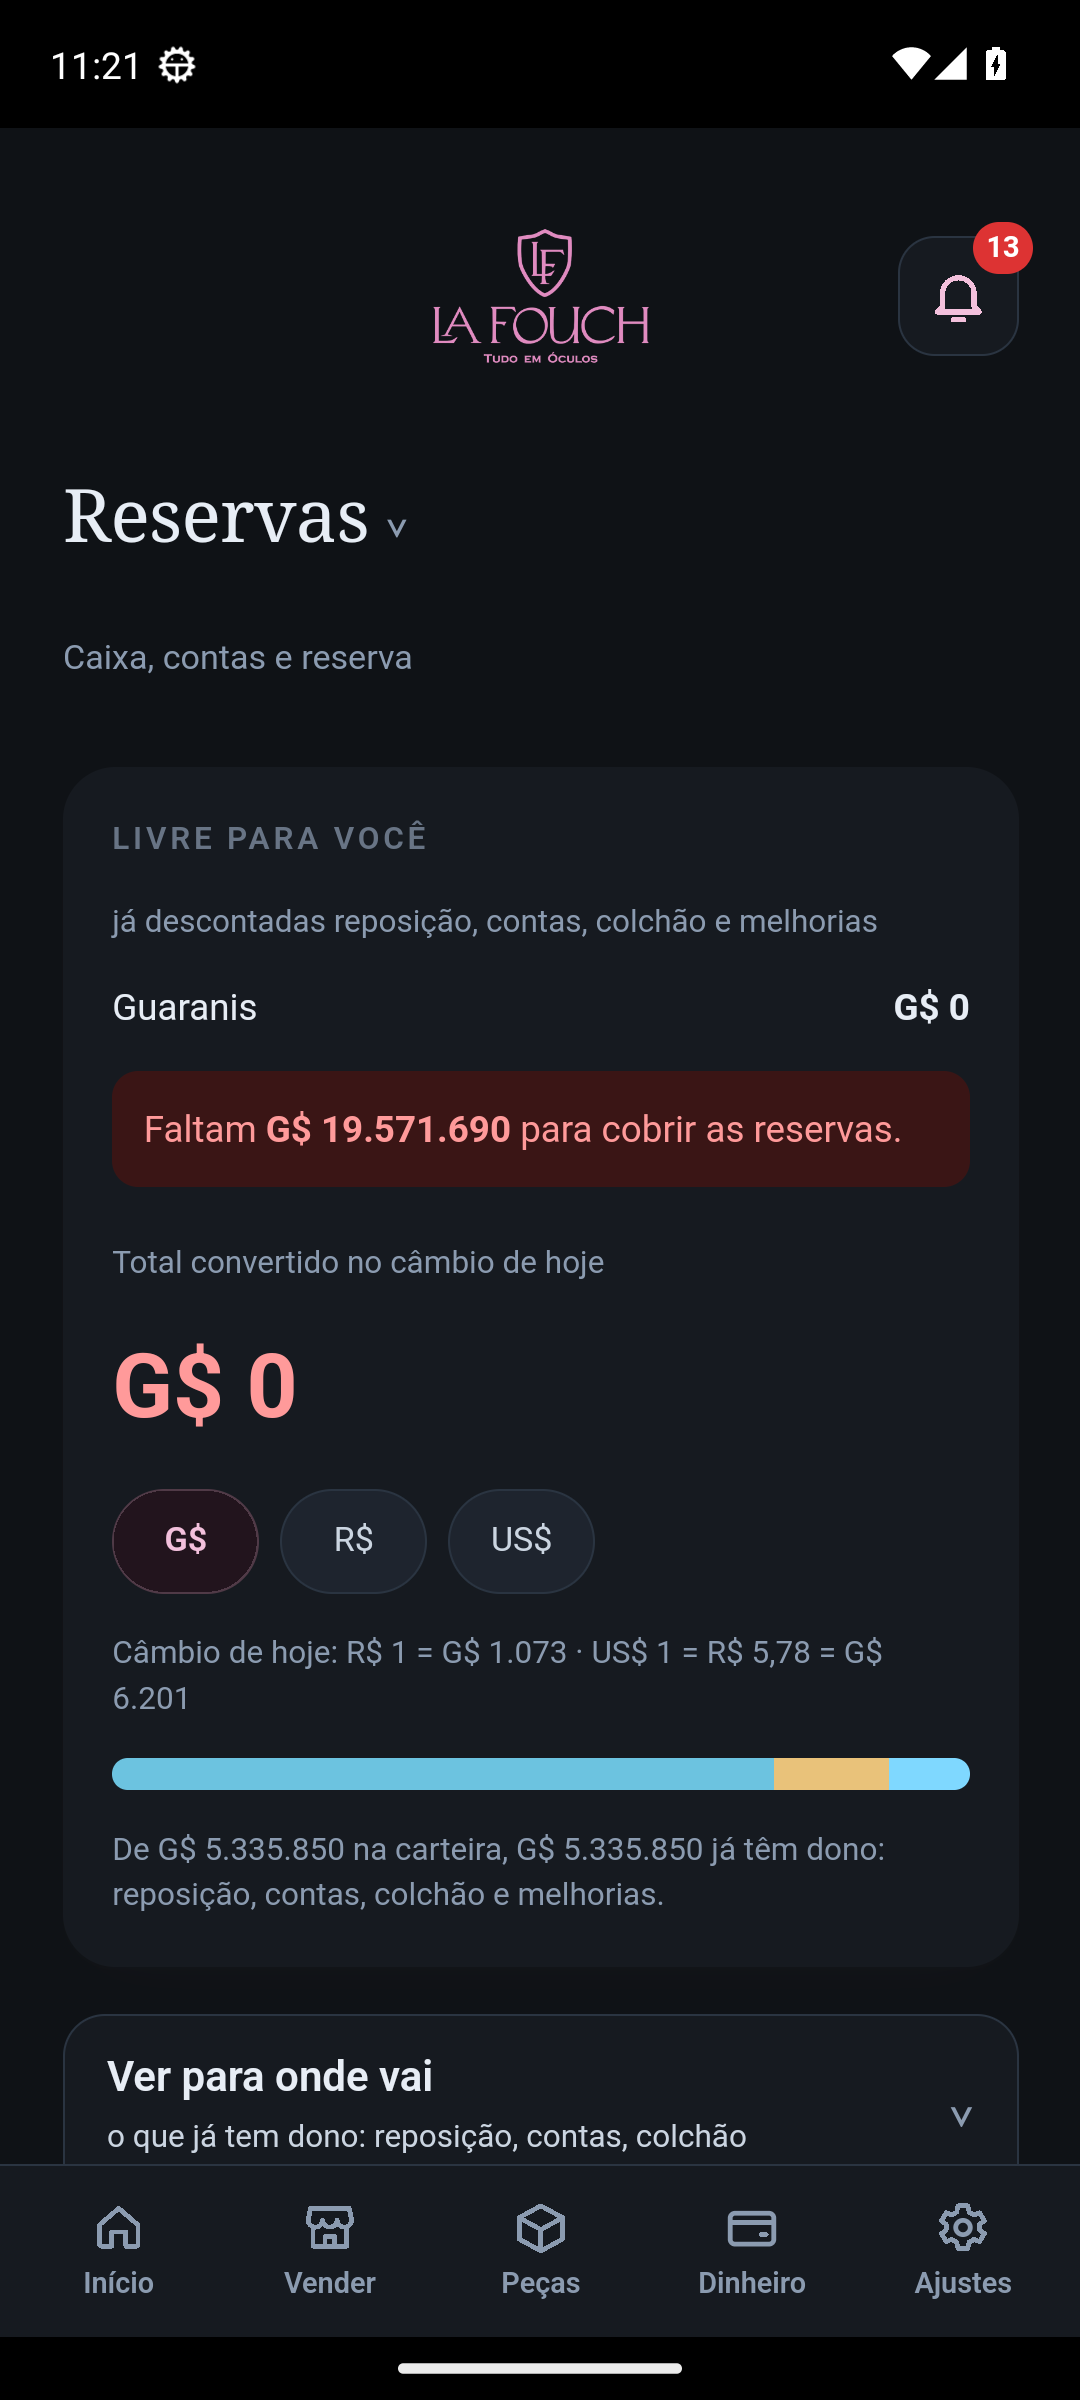 11:21
LF
LA FOUCH
TUDO EM ÓCULOS
13
Reservas
Caixa, contas e reserva
LIVRE PARA VOCÊ
já descontadas reposição, contas, colchão e melhorias
Guaranis G$ 0
Faltam G$ 19.571.690 para cobrir as reservas.
Total convertido no câmbio de hoje
G$ 0
G$ R$ US$
Câmbio de hoje: R$ 1 = G$ 1.073 · US$ 1 = R$ 5,78 = G$
6.201
De G$ 5.335.850 na carteira, G$ 5.335.850 já têm dono:
reposição, contas, colchão e melhorias.
Ver para onde vai
o que já tem dono: reposição, contas, colchão
Início Vender Peças Dinheiro Ajustes